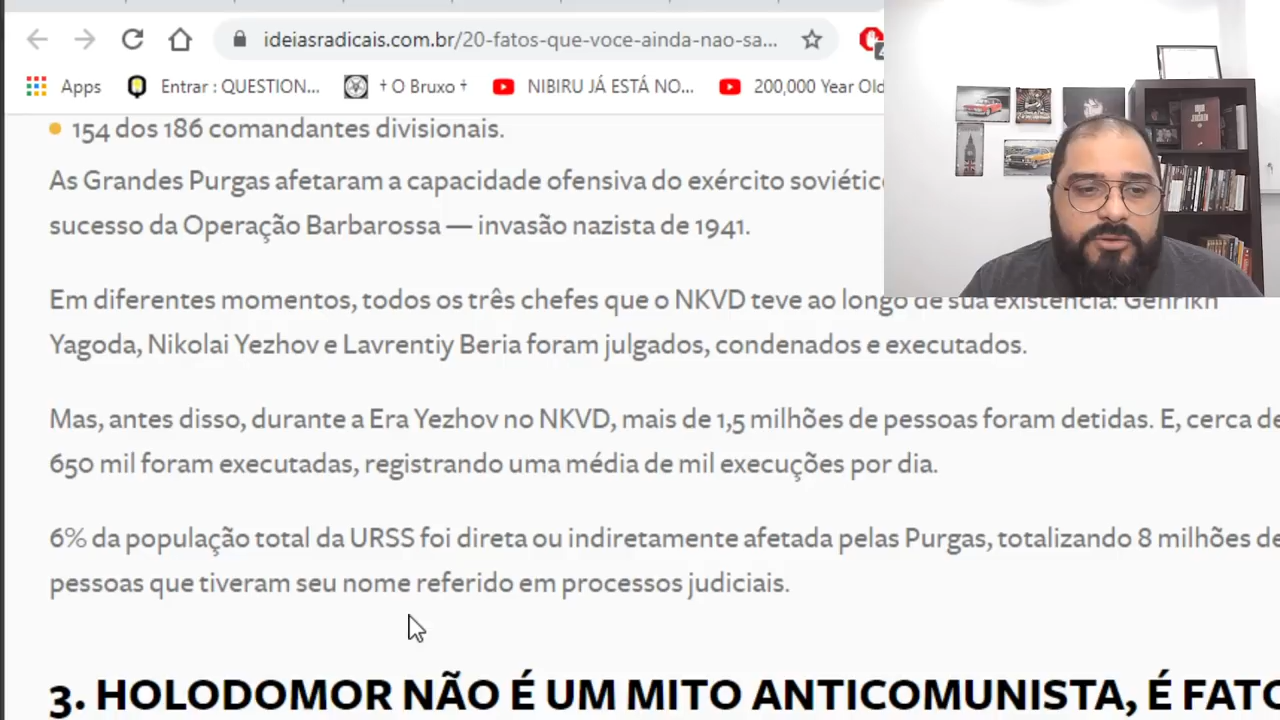 ideiasradicais.com.br/20-fatos-que-voce-ainda-nao-sa...
Apps Entrar : QUESTION... † O Bruxo † NIBIRU JÁ ESTÁ NO... 200,000 Year Old
154 dos 186 comandantes divisionais.
As Grandes Purgas afetaram a capacidade ofensiva do exército soviétic
sucesso da Operação Barbarossa — invasão nazista de 1941.
Em diferentes momentos, todos os três chefes que o NKVD teve ao longo de sua existência: Genrikh
Yagoda, Nikolai Yezhov e Lavrentiy Beria foram julgados, condenados e executados.
Mas, antes disso, durante a Era Yezhov no NKVD, mais de 1,5 milhões de pessoas foram detidas. E, cerca de
650 mil foram executadas, registrando uma média de mil execuções por dia.
6% da população total da URSS foi direta ou indiretamente afetada pelas Purgas, totalizando 8 milhões de
pessoas que tiveram seu nome referido em processos judiciais.
3. HOLODOMOR NÃO É UM MITO ANTICOMUNISTA, É FATO